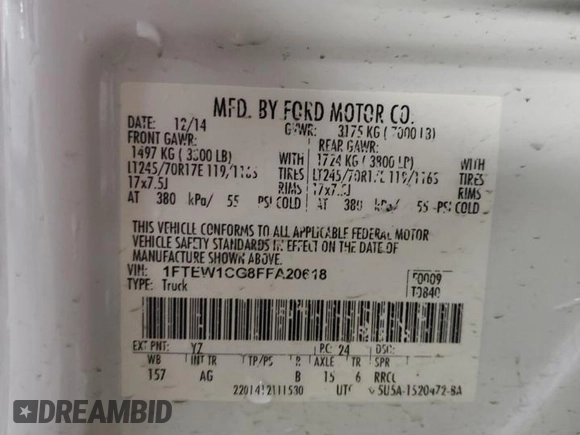 MFD. BY FORD MOTOR CO.
DATE: 12/14 GVWR: 3175 KG (7000 LB)
FRONT GAWR: REAR GAWR:
1497 KG (3300 LB) WITH 1724 KG (3800 LB) WITH
LT245/70R17E 119/116S TIRES LT245/70R17E 119/116S TIRES
17x7.5J RIMS 17x7.5J RIMS
AT 380 kPa/ 55 PSI COLD AT 380 kPa/ 55 PSI COLD
THIS VEHICLE CONFORMS TO ALL APPLICABLE FEDERAL MOTOR
VEHICLE SAFETY STANDARDS IN EFFECT ON THE DATE OF
MANUFACTURE SHOWN ABOVE.
VIN: 1FTEW1CG8FFA20618 F0009
TYPE: Truck T0840
EXT PNT: YZ RC: 24 DSO:
WB INT TR TP/PS R AXLE TR SPR
157 AG B 15 6 RRCL
2201412111530 UTC
DREAMBID
DREAMBID.COM